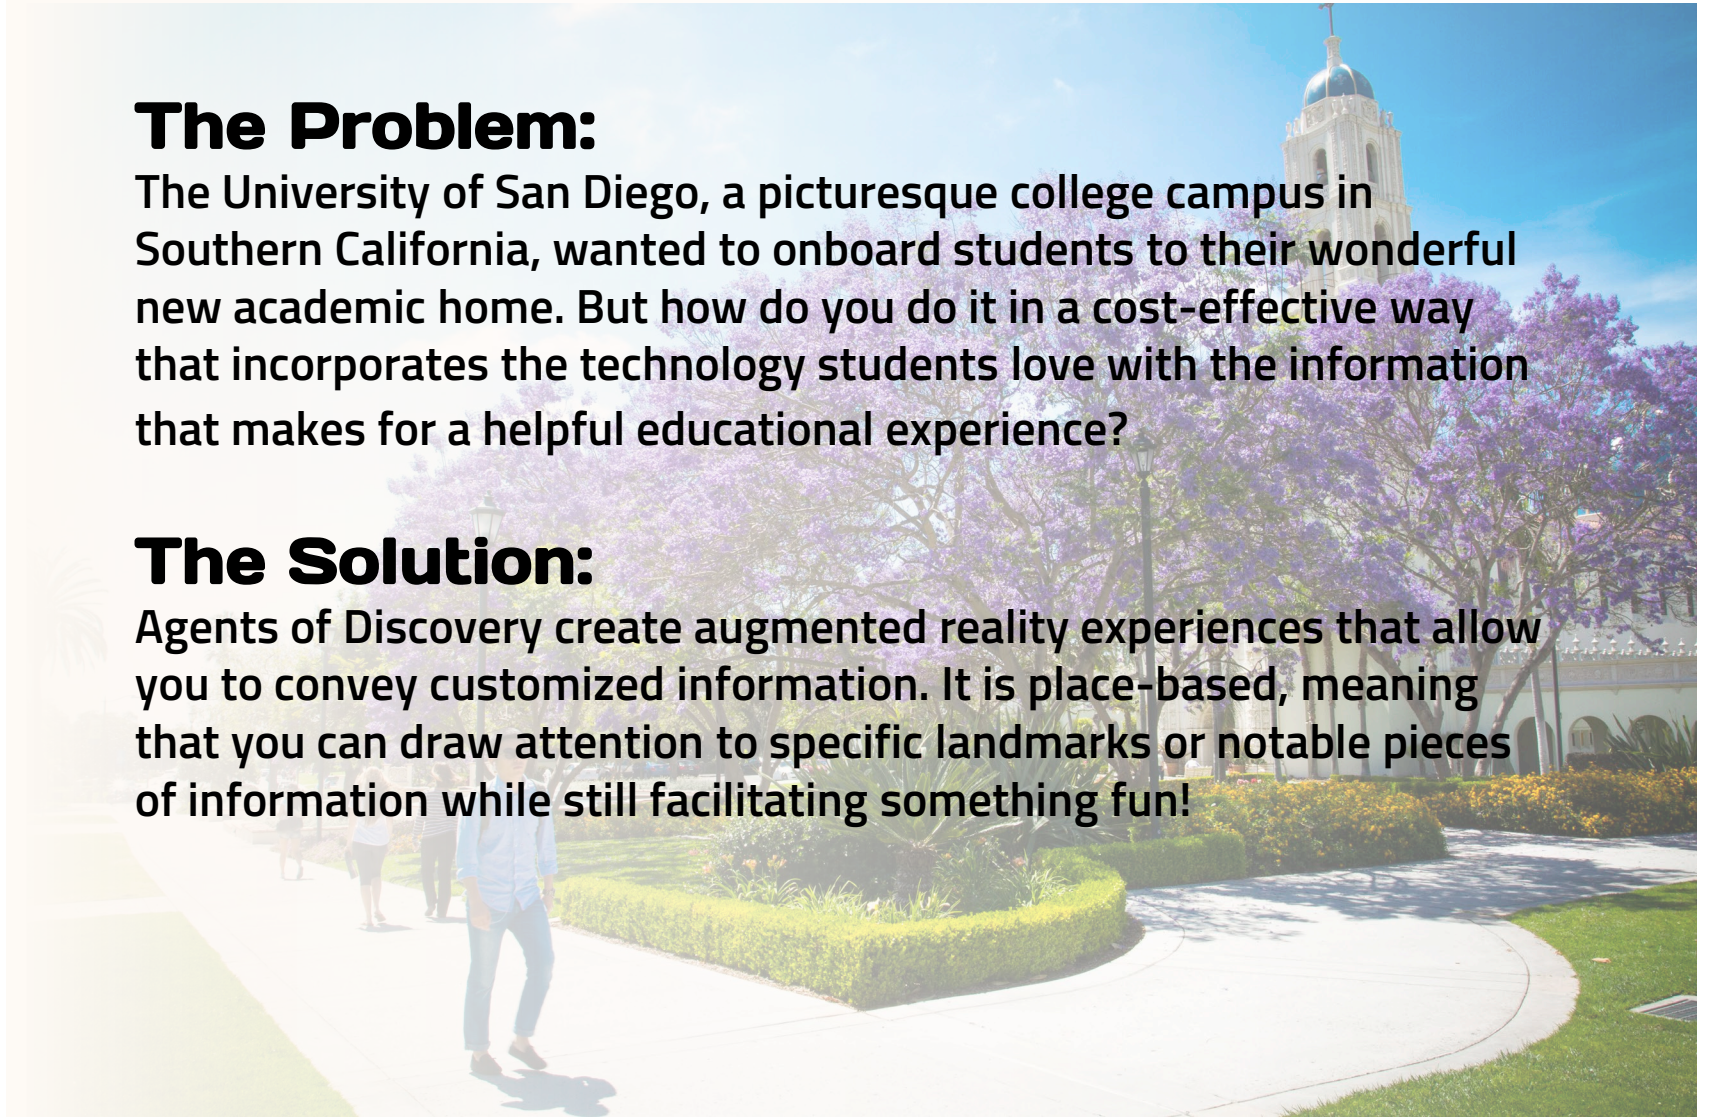 The Problem:
The University of San Diego, a picturesque college campus in
Southern California, wanted to onboard students to their wonderful
new academic home. But how do you do it in a cost-effective way
that incorporates the technology students love with the information
that makes for a helpful educational experience?
The Solution:
Agents of Discovery create augmented reality experiences that allow
you to convey customized information. It is place-based, meaning
that you can draw attention to specific landmarks or notable pieces
of information while still facilitating something fun!